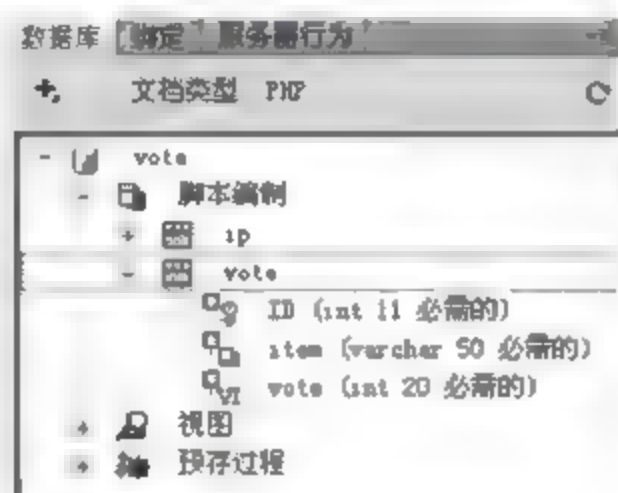 数据库 绑定 服务器行为
文档类型 PHP
vote
脚本编制
ip
vote
ID (int 11 必需的)
item (varchar 50 必需的)
vote (int 20 必需的)
视图
预存过程